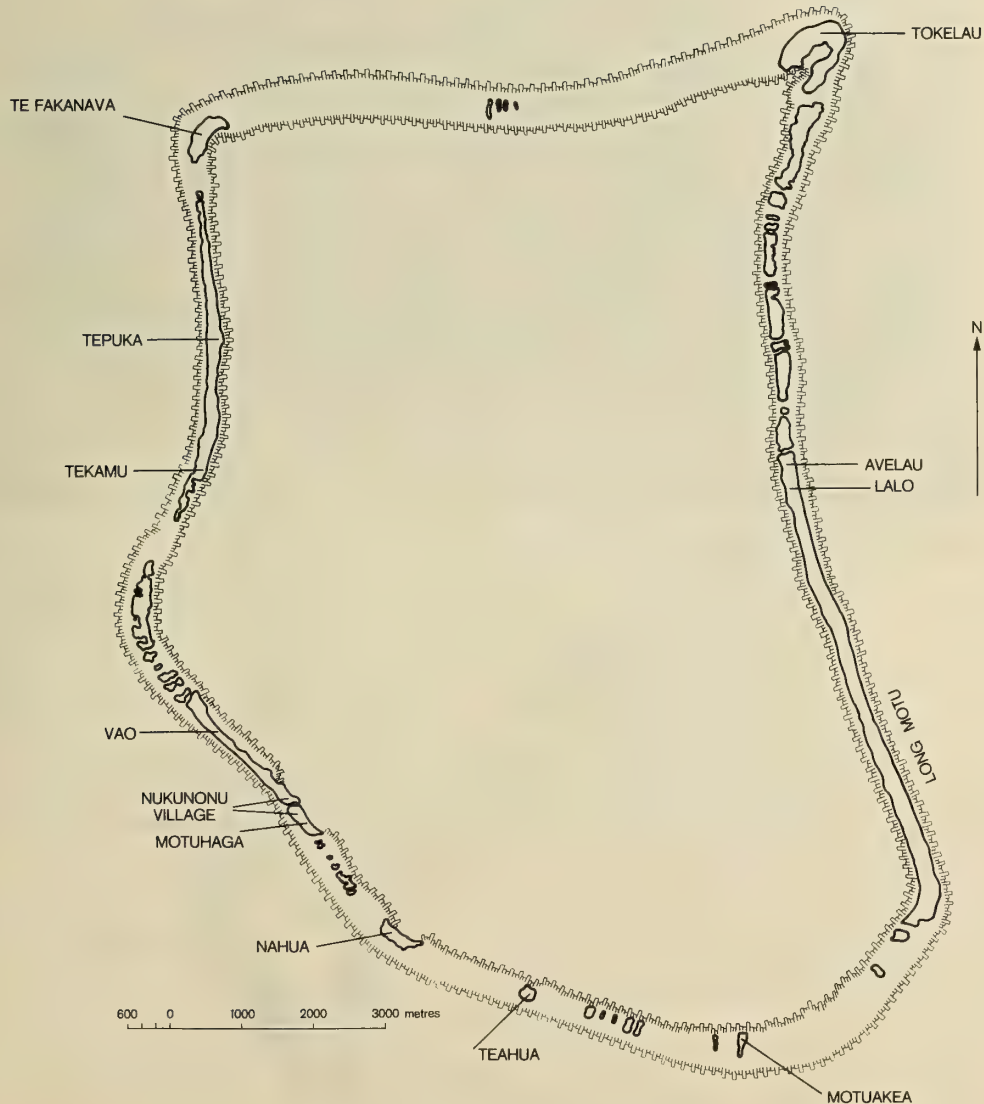 TOKELAU
TE FAKANAVA
N
TEPUKA
TEKAMU
AVELAU
LALO
LONG MOTU
VAO
NUKUNONU
VILLAGE
MOTUHAGA
NAHUA
600 0 1000 2000 3000 metres
TEAHUA
MOTUAKEA